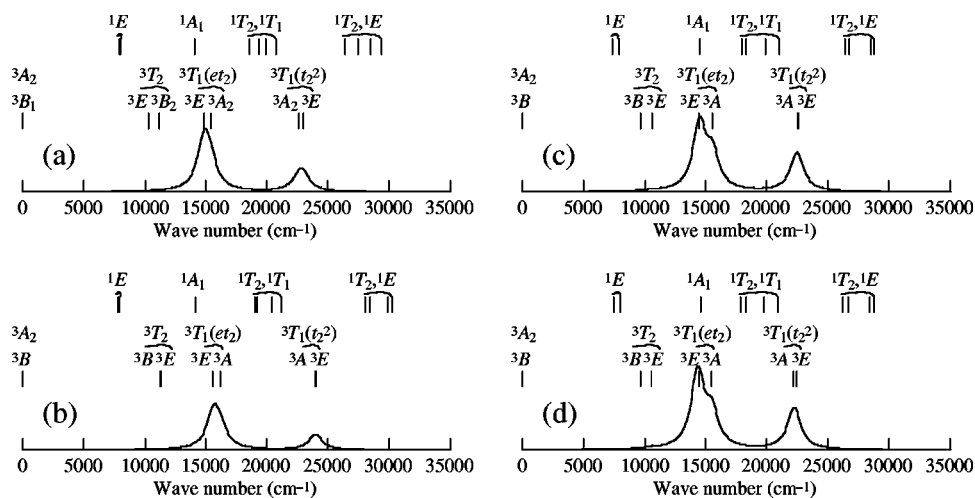 ¹E ¹A₁ ¹T₂,¹T₁ ¹T₂,¹E
³A₂ ³T₂ ³T₁(et₂) ³T₁(t₂²)
³B₁ ³E ³B₂ ³E ³A₂ ³A₂ ³E
(a)
0 5000 10000 15000 20000 25000 30000 35000
Wave number (cm⁻¹)
¹E ¹A₁ ¹T₂,¹T₁ ¹T₂,¹E
³A₂ ³T₂ ³T₁(et₂) ³T₁(t₂²)
³B ³B ³E ³E ³A ³A ³E
(c)
0 5000 10000 15000 20000 25000 30000 35000
Wave number (cm⁻¹)
¹E ¹A₁ ¹T₂,¹T₁ ¹T₂,¹E
³A₂ ³T₂ ³T₁(et₂) ³T₁(t₂²)
³B ³B ³E ³E ³A ³A ³E
(b)
0 5000 10000 15000 20000 25000 30000 35000
Wave number (cm⁻¹)
¹E ¹A₁ ¹T₂,¹T₁ ¹T₂,¹E
³A₂ ³T₂ ³T₁(et₂) ³T₁(t₂²)
³B ³B ³E ³E ³A ³A ³E
(d)
0 5000 10000 15000 20000 25000 30000 35000
Wave number (cm⁻¹)